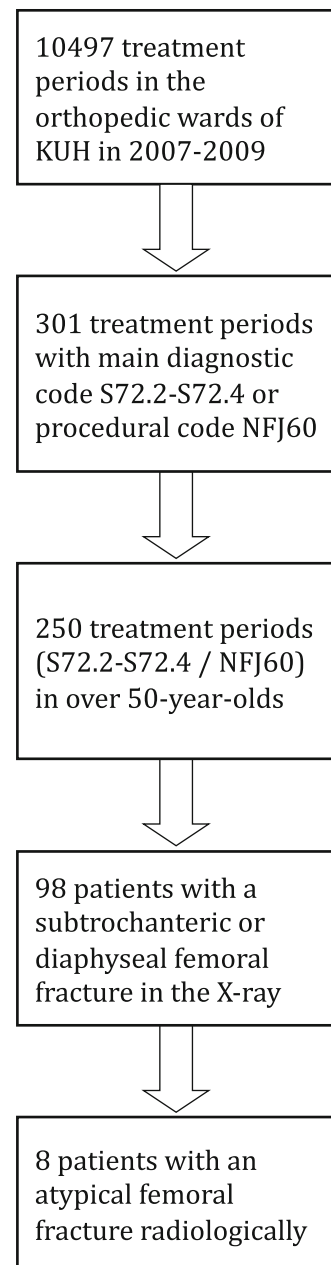 10497 treatment
periods in the
orthopedic wards of
KUH in 2007-2009
301 treatment periods
with main diagnostic
code S72.2-S72.4 or
procedural code NFJ60
250 treatment periods
(S72.2-S72.4 / NFJ60)
in over 50-year-olds
98 patients with a
subtrochanteric or
diaphyseal femoral
fracture in the X-ray
8 patients with an
atypical femoral
fracture radiologically